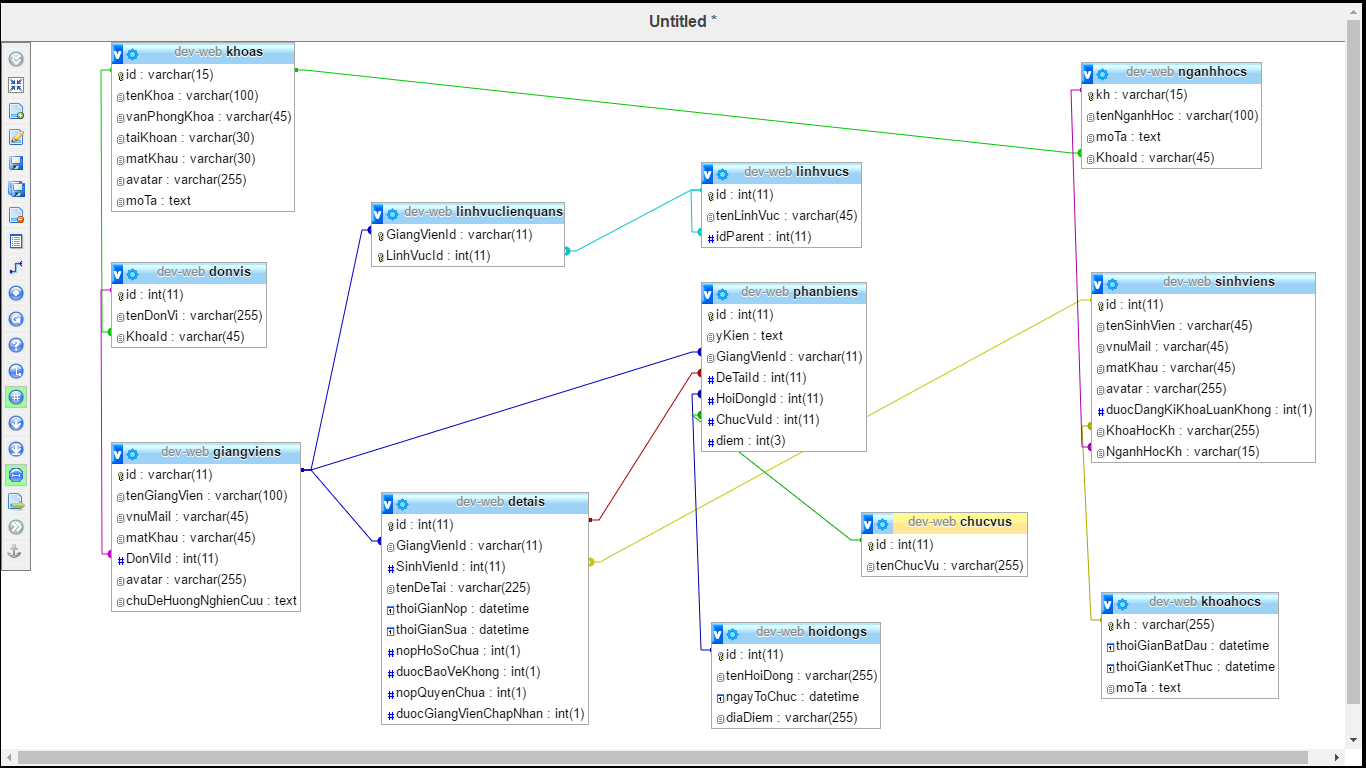 Untitled *
dev-web khoas
id : varchar(15)
tenKhoa : varchar(100)
vanPhongKhoa : varchar(45)
taiKhoan : varchar(30)
matKhau : varchar(30)
avatar : varchar(255)
moTa : text
dev-web nganhhocs
kh : varchar(15)
tenNganhHoc : varchar(100)
moTa : text
KhoaId : varchar(45)
dev-web linhvucs
id : int(11)
tenLinhVuc : varchar(45)
idParent : int(11)
dev-web linhvuclienquans
GiangVienId : varchar(11)
LinhVucId : int(11)
dev-web donvis
id : int(11)
tenDonVi : varchar(255)
KhoaId : varchar(45)
dev-web phanbiens
id : int(11)
yKien : text
GiangVienId : varchar(11)
DeTaiId : int(11)
HoiDongId : int(11)
ChucVuId : int(11)
diem : int(3)
dev-web sinhviens
id : int(11)
tenSinhVien : varchar(45)
vnuMail : varchar(45)
matKhau : varchar(45)
avatar : varchar(255)
duocDangKiKhoaLuanKhong : int(1)
KhoaHocKh : varchar(255)
NganhHocKh : varchar(15)
dev-web giangviens
id : varchar(11)
tenGiangVien : varchar(100)
vnuMail : varchar(45)
matKhau : varchar(45)
DonViId : int(11)
avatar : varchar(255)
chuDeHuongNghienCuu : text
dev-web detais
id : int(11)
GiangVienId : varchar(11)
SinhVienId : int(11)
tenDeTai : varchar(225)
thoiGianNop : datetime
thoiGianSua : datetime
nopHoSoChua : int(1)
duocBaoVeKhong : int(1)
nopQuyenChua : int(1)
duocGiangVienChapNhan : int(1)
dev-web chucvus
id : int(11)
tenChucVu : varchar(255)
dev-web hoidongs
id : int(11)
tenHoiDong : varchar(255)
ngayToChuc : datetime
diaDiem : varchar(255)
dev-web khoahocs
kh : varchar(255)
thoiGianBatDau : datetime
thoiGianKetThuc : datetime
moTa : text